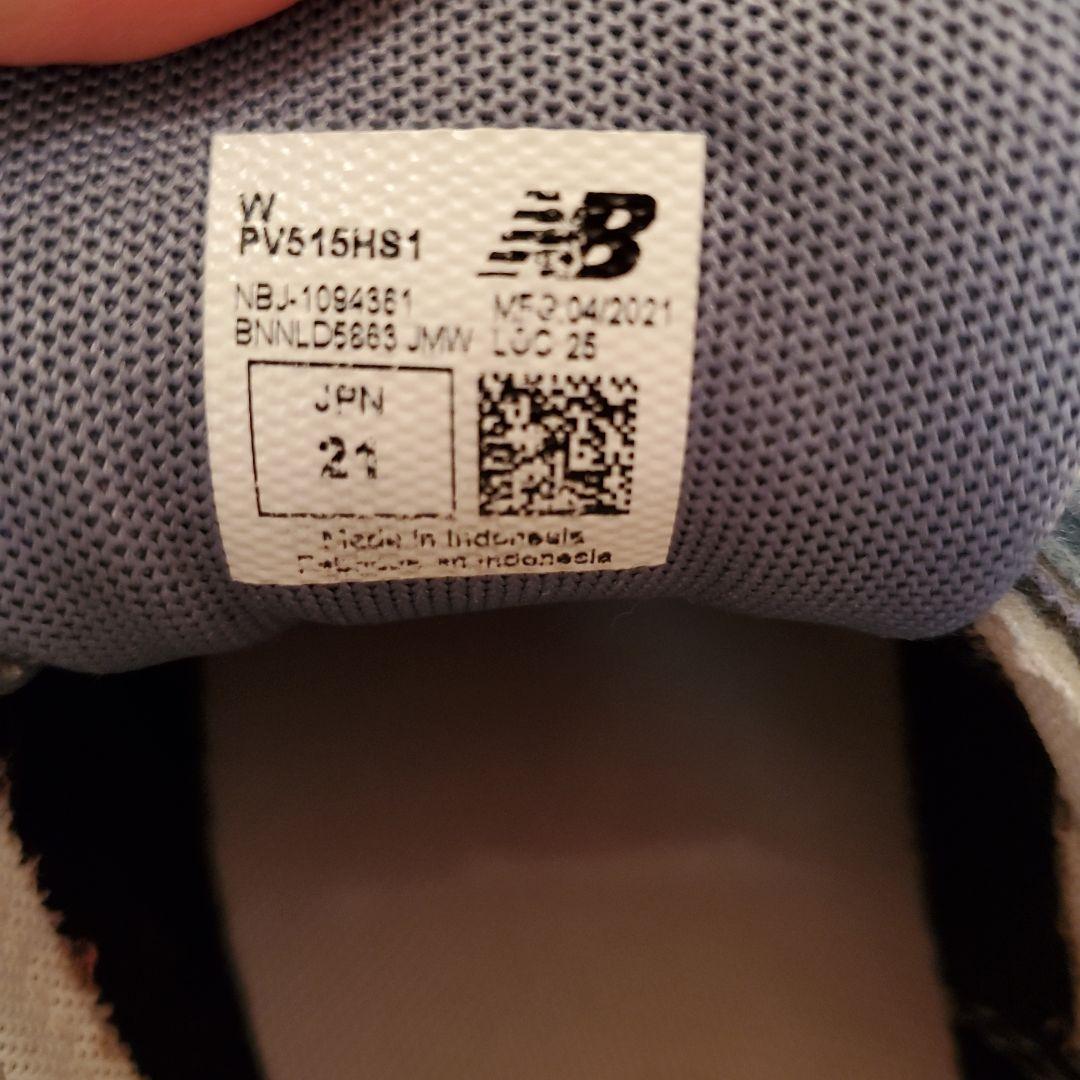 W
PV515HS1
NBJ-1094361
BNNLD5863 JMW
MFG:04/2021
LOC 25
JPN
21
Made in Indonesia
Fabriqué en Indonesia